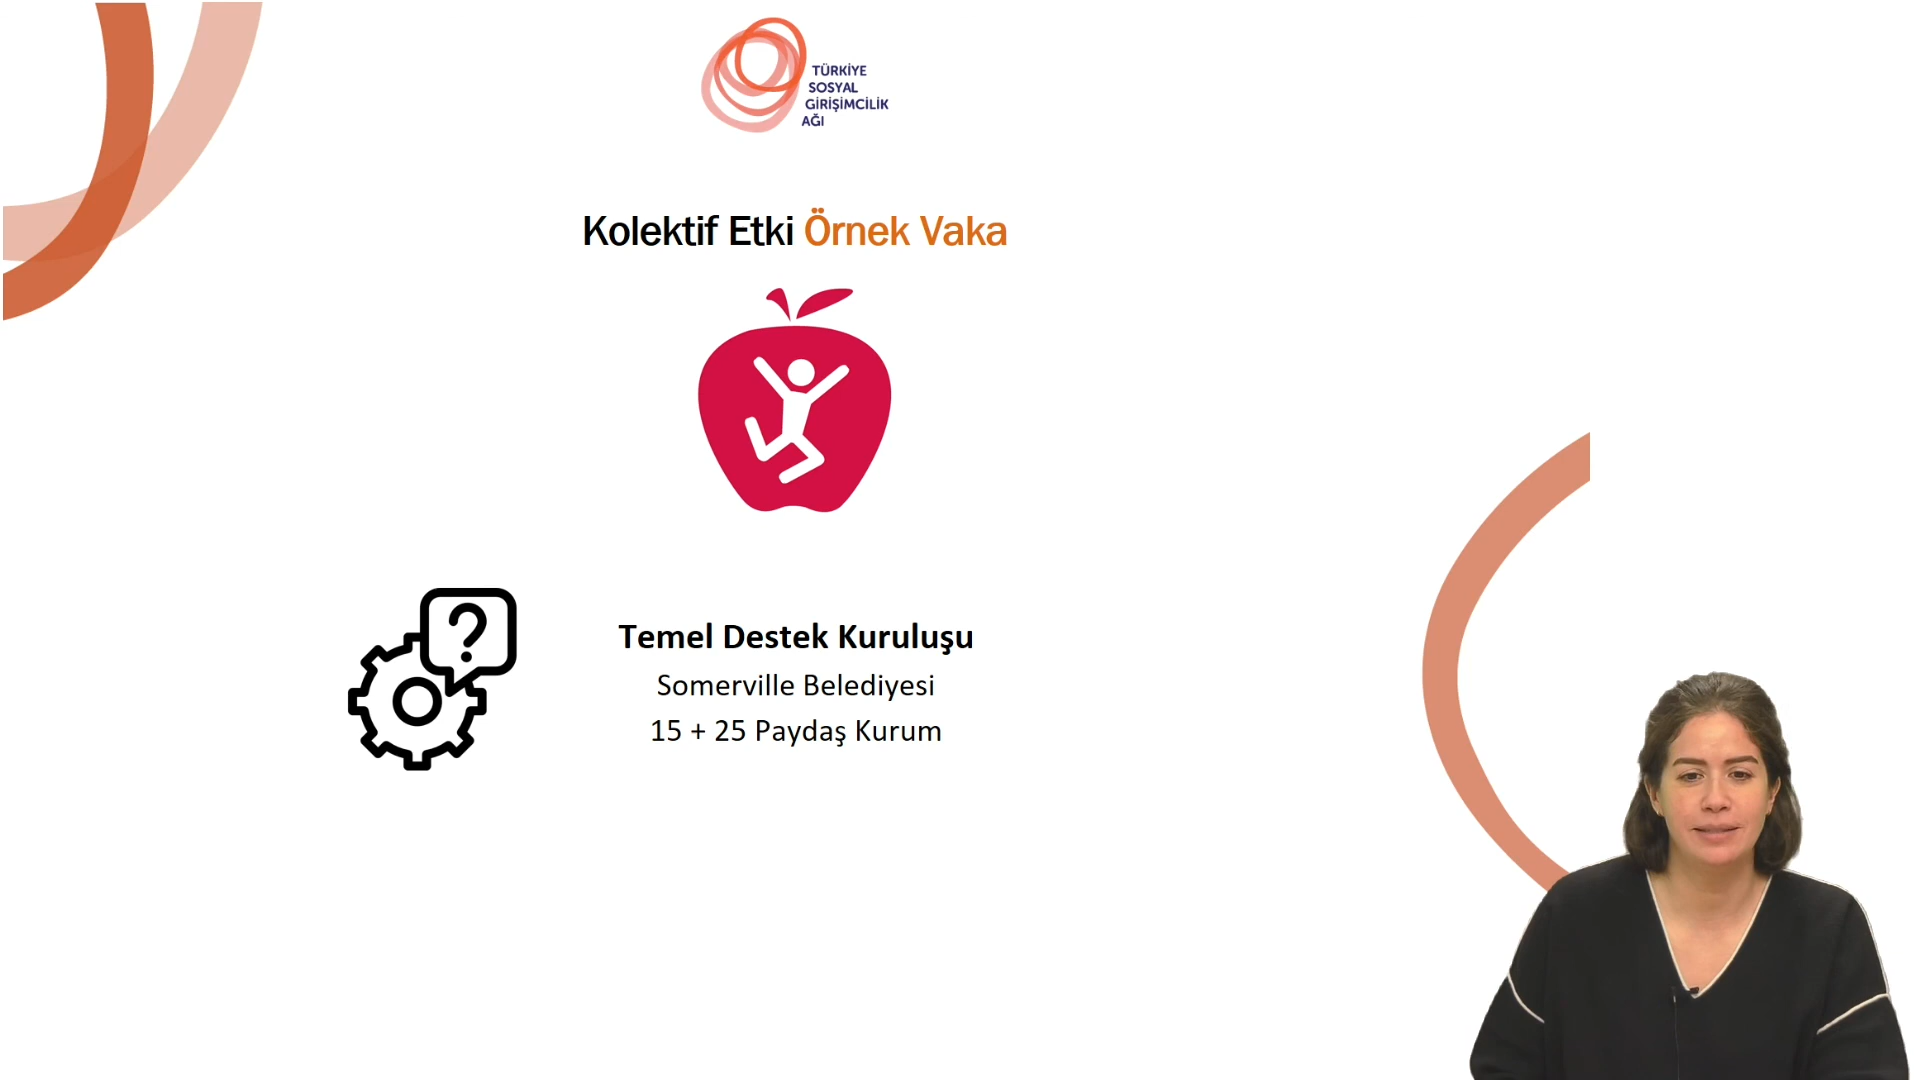 TÜRKİYE
SOSYAL
GİRİŞİMCİLİK
AĞI
Kolektif Etki Örnek Vaka
?
Temel Destek Kuruluşu
Somerville Belediyesi
15 + 25 Paydaş Kurum